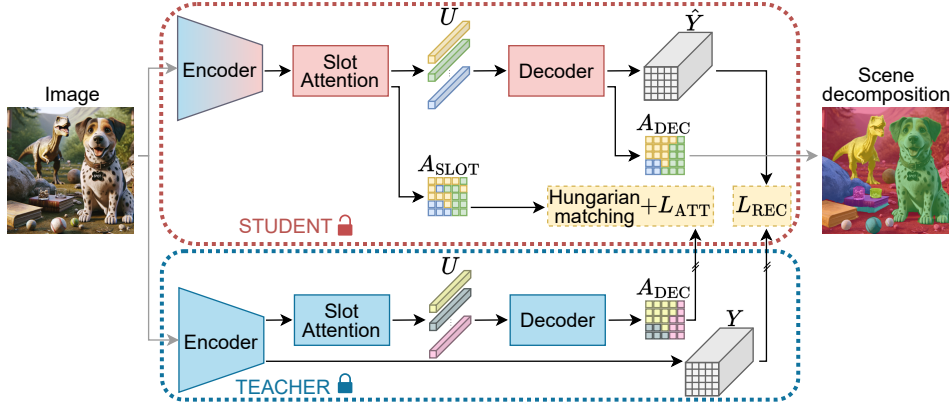 Image
Encoder
Slot
Attention
U
Decoder
Ŷ
A_DEC
A_SLOT
Hungarian
matching
+L_ATT
L_REC
STUDENT
Scene
decomposition
Encoder
Slot
Attention
U
Decoder
A_DEC
Y
TEACHER